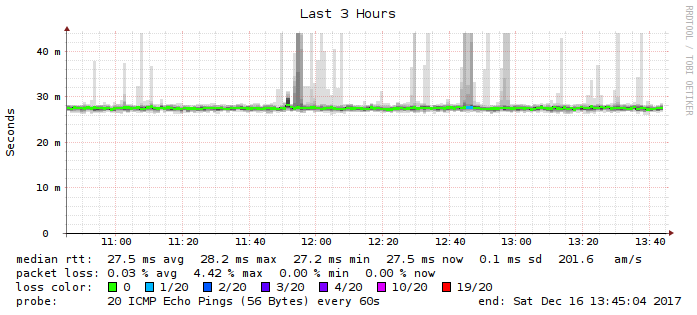 Last 3 Hours
RRDTOOL / TOBI OETIKER
Seconds
40 m
30 m
20 m
10 m
0
11:00 11:20 11:40 12:00 12:20 12:40 13:00 13:20 13:40
median rtt: 27.5 ms avg 28.2 ms max 27.2 ms min 27.5 ms now 0.1 ms sd 201.6 am/s
packet loss: 0.03 % avg 4.42 % max 0.00 % min 0.00 % now
loss color: 0 1/20 2/20 3/20 4/20 10/20 19/20
probe: 20 ICMP Echo Pings (56 Bytes) every 60s end: Sat Dec 16 13:45:04 2017